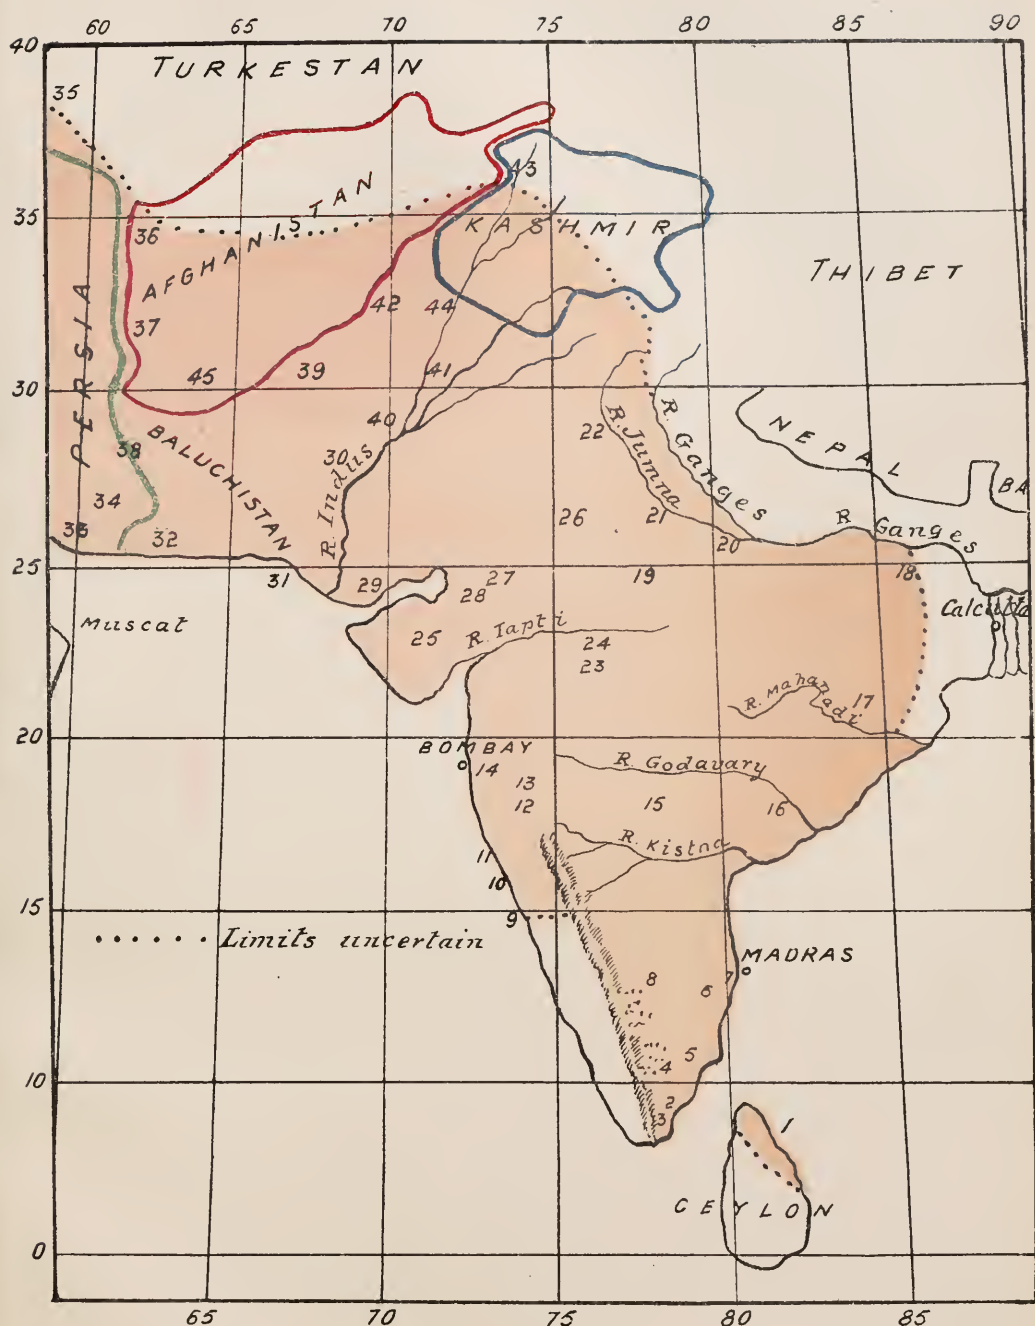 60 65 70 75 80 85 90
40
TURKESTAN
35
43
AFGHANISTAN
35
36
KASHMIR
THIBET
PERSIA
37
42 44
45 39 41
30
40
38 BALUCHISTAN
30
R. Indus
22
R. Jumna
R. Ganges
NEPAL
BA
34
33 32
26 21
20
R Ganges
25
31 29 28 27 19 18
Calcutta
Muscat
25
R. Tapti
24
23
R. Mahanadi
17
20
BOMBAY
14 13
12
R. Godavary
15 16
11
R. Kistna
10
15
9
...... Limits uncertain
MADRAS
8 7
6
5
4
10
2
3
1
CEYLON
0
65 70 75 80 85